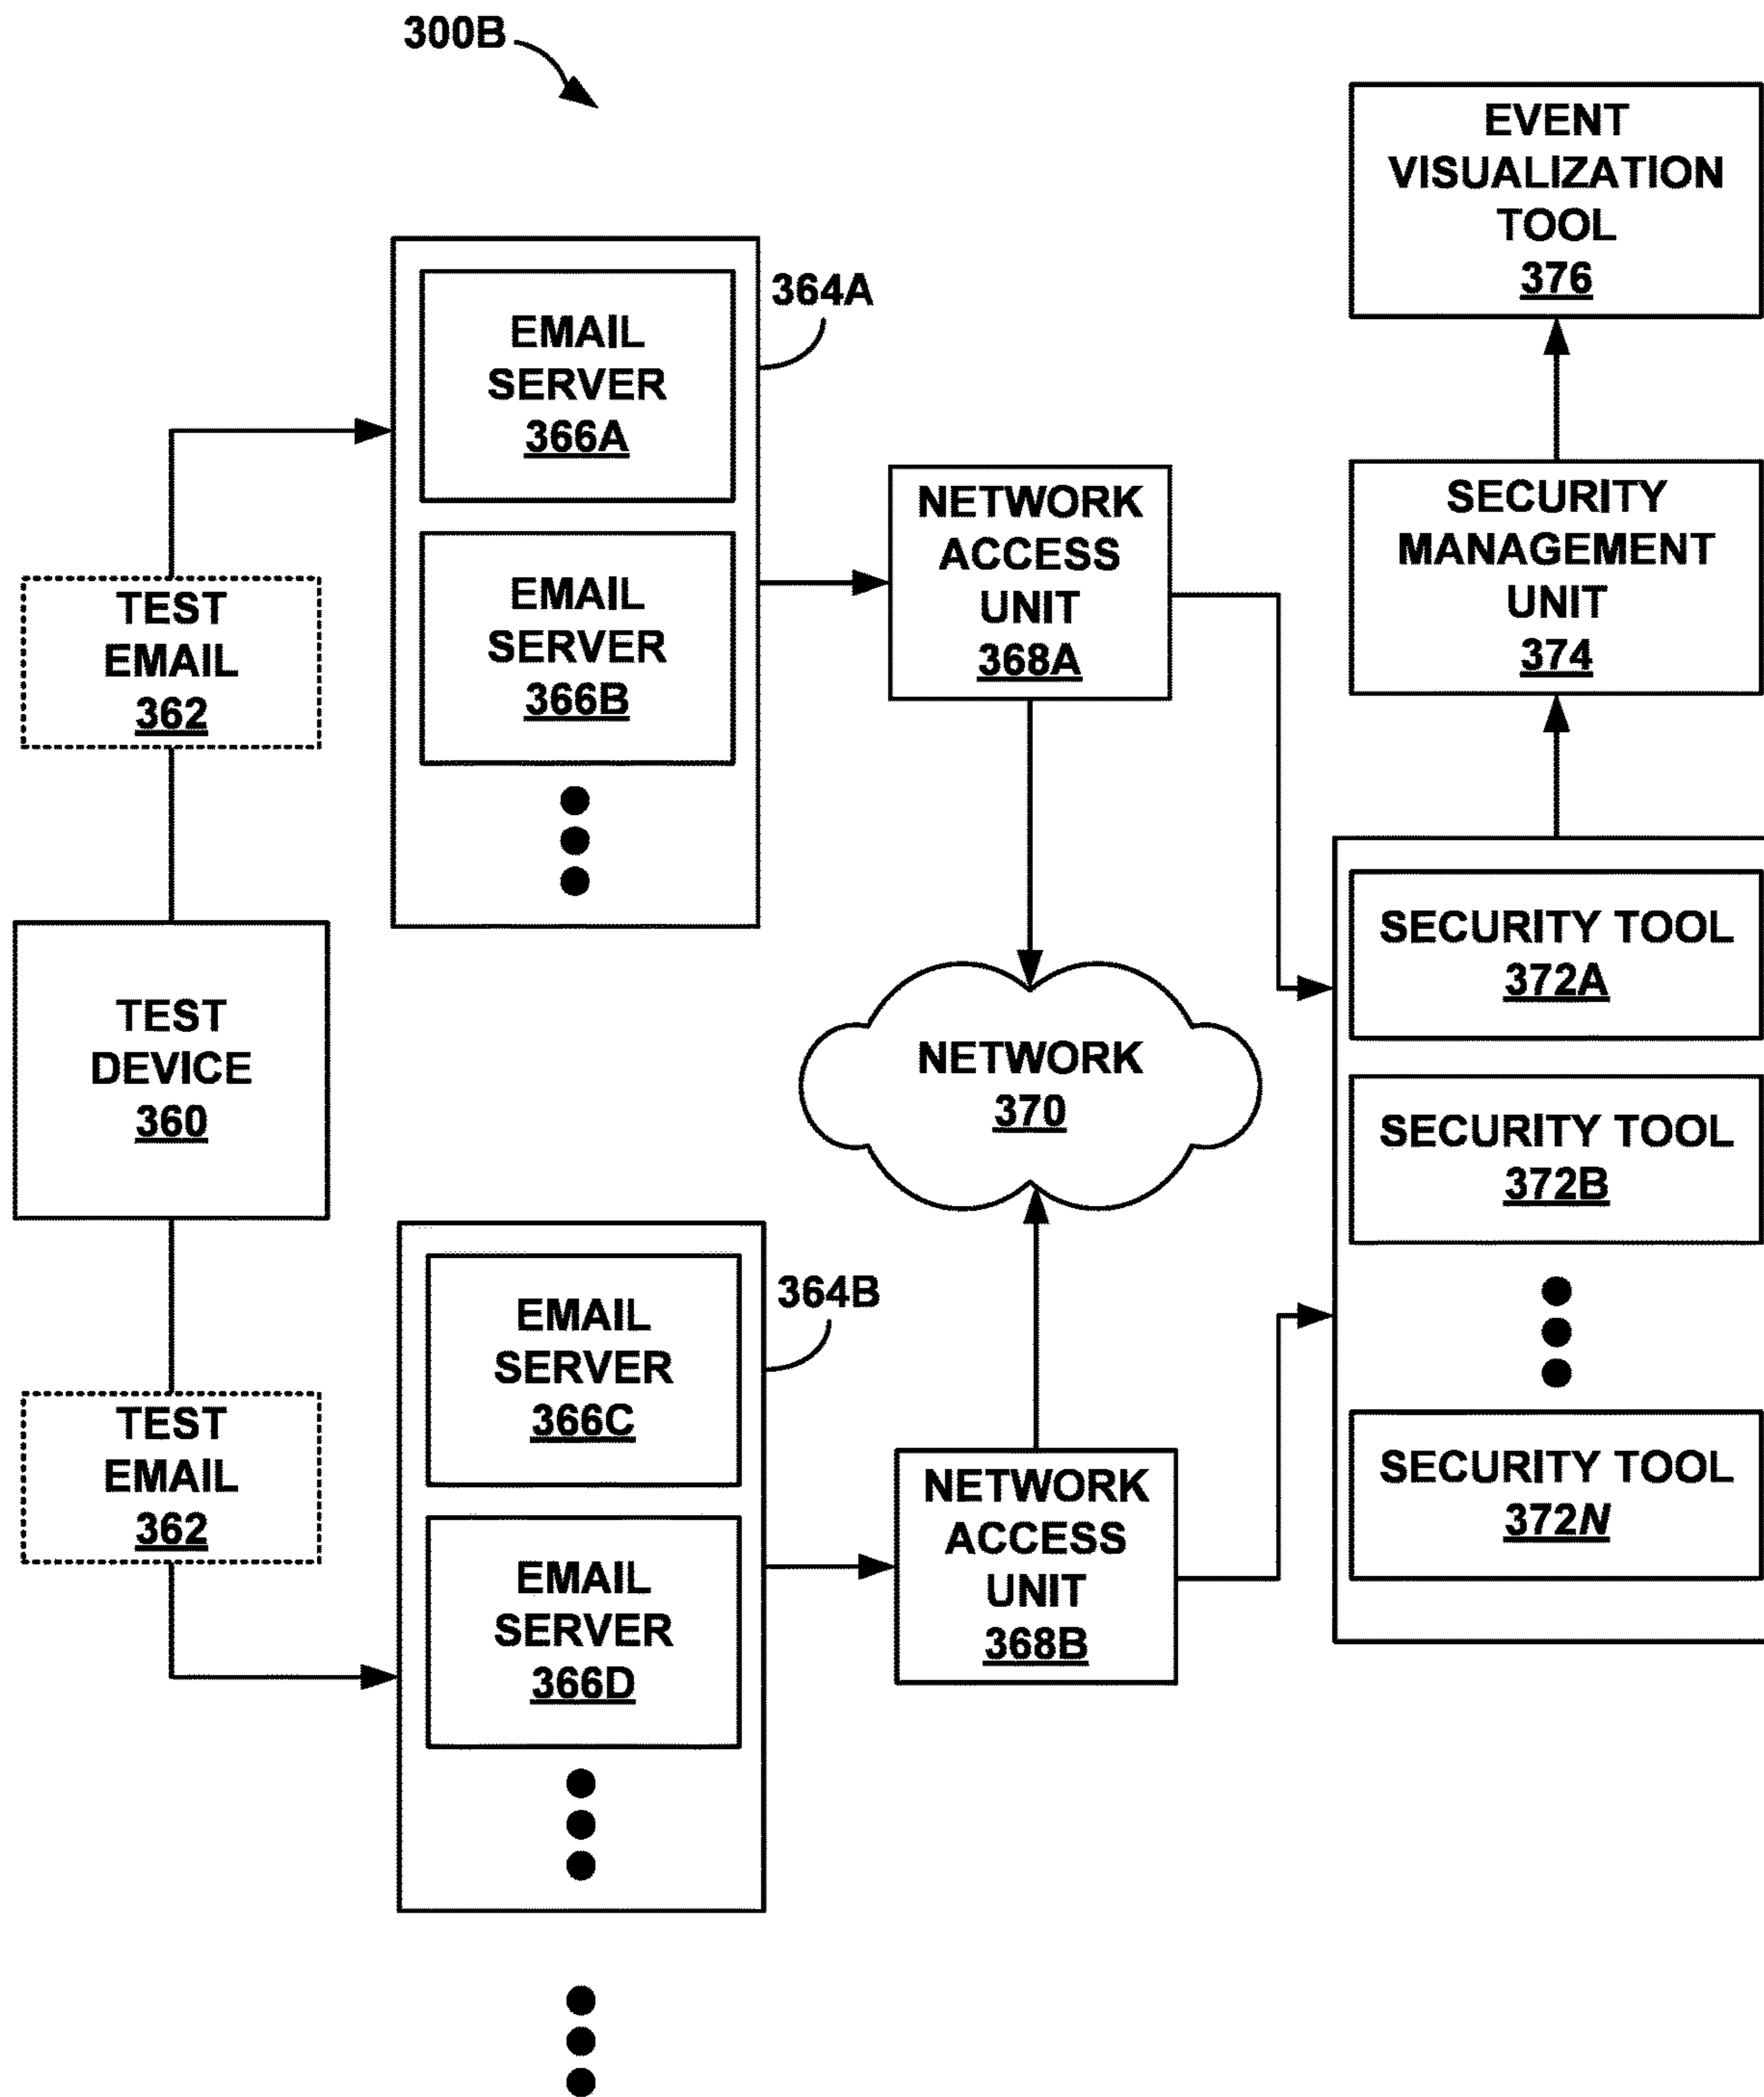 300B
EVENT
VISUALIZATION
TOOL
376
364A
EMAIL
SERVER
366A
EMAIL
SERVER
366B
NETWORK
ACCESS
UNIT
368A
SECURITY
MANAGEMENT
UNIT
374
TEST
EMAIL
362
TEST
DEVICE
360
NETWORK
370
SECURITY TOOL
372A
SECURITY TOOL
372B
SECURITY TOOL
372N
364B
EMAIL
SERVER
366C
EMAIL
SERVER
366D
TEST
EMAIL
362
NETWORK
ACCESS
UNIT
368B